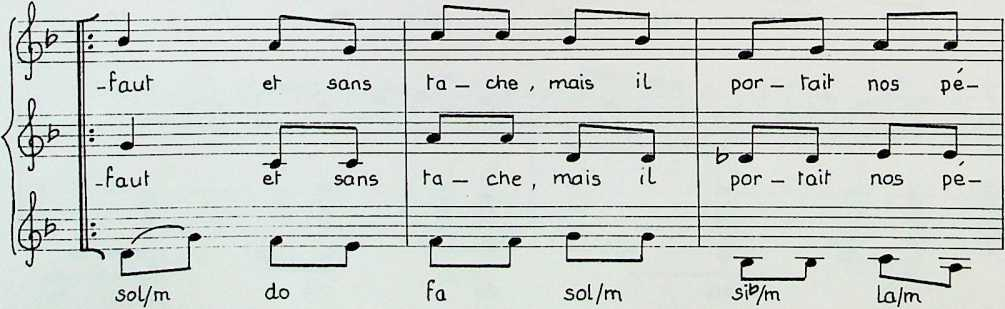 -faut et sans ta – che, mais il por – tait nos pé-
-faut et sans ta – che, mais il por – tait nos pé-
sol/m do fa sol/m si♭/m la/m